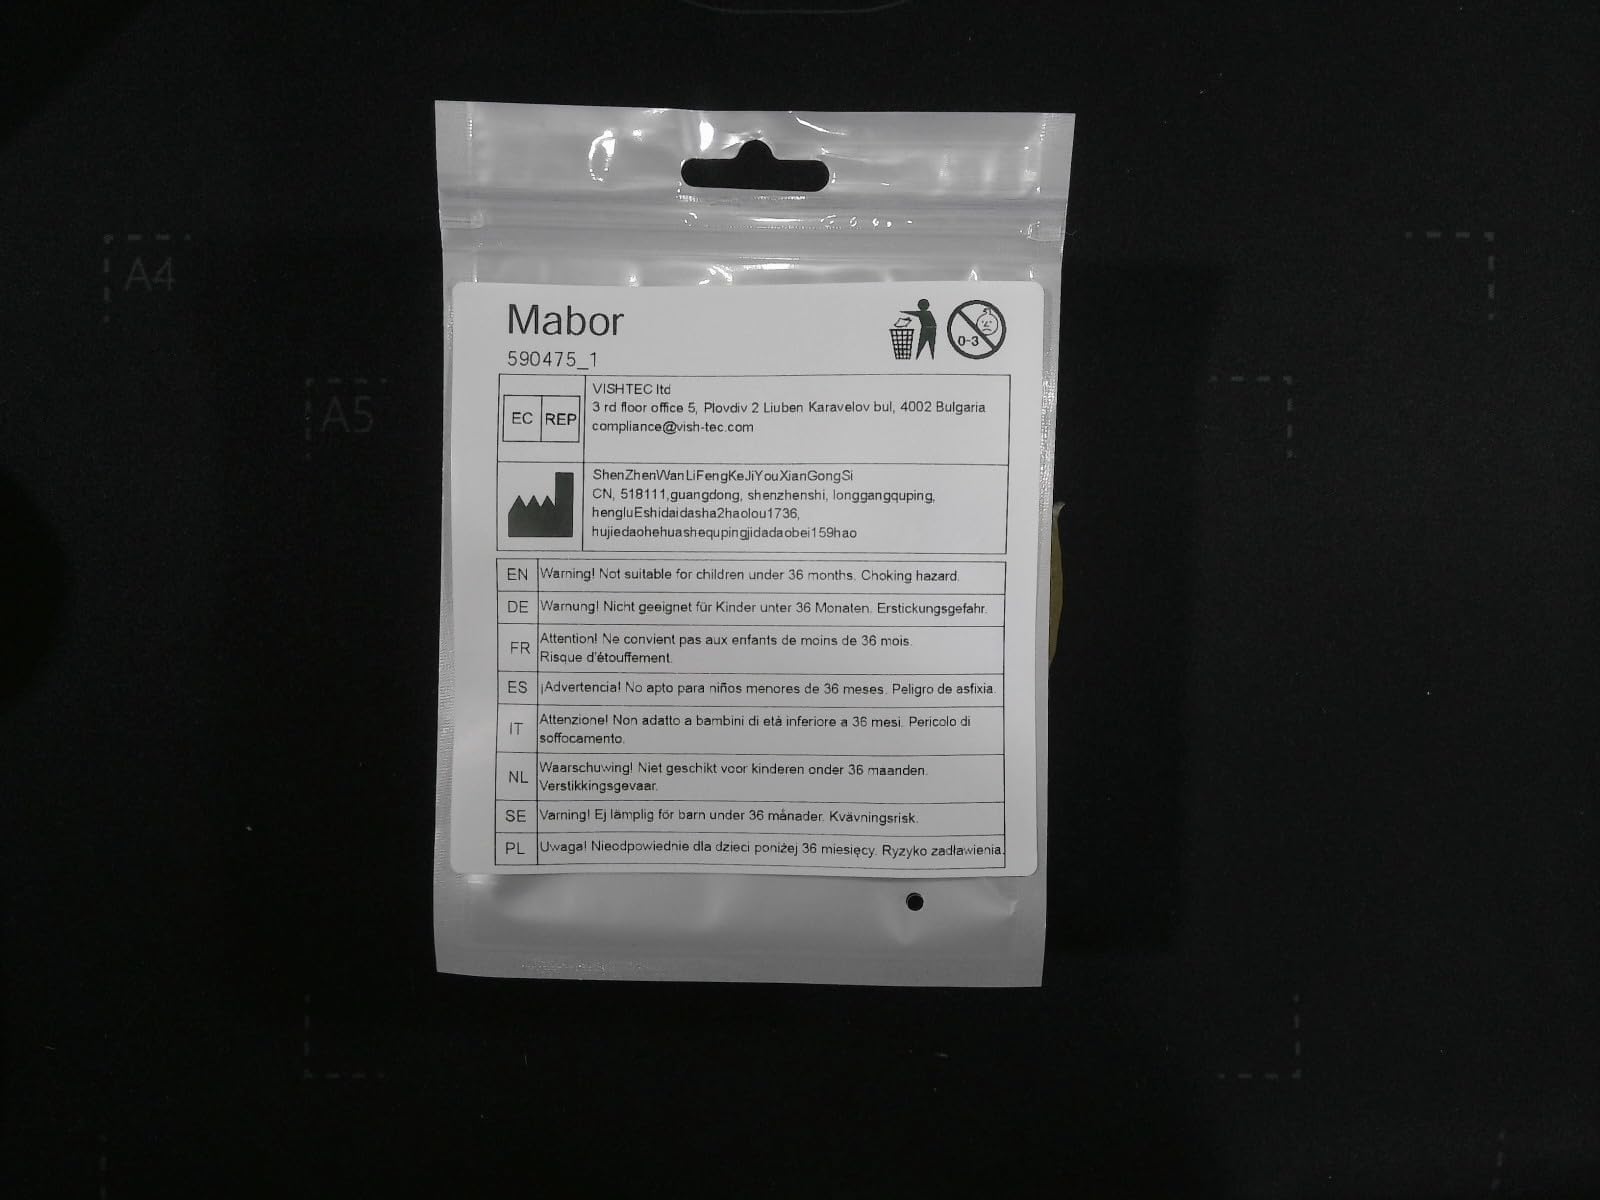 Mabor
0-3
590475_1
EC REP
VISHTEC ltd
3 rd floor office 5, Plovdiv 2 Liuben Karavelov bul, 4002 Bulgaria
compliance@vish-tec.com
ShenZhenWanLiFengKeJiYouXianGongSi
CN, 518111,guangdong, shenzhenshi, longgangquping,
hengluEshidaidasha2haolou1736,
hujiedaohehuashequpingjidadaobei159hao
EN Warning! Not suitable for children under 36 months. Choking hazard.
DE Warnung! Nicht geeignet für Kinder unter 36 Monaten. Erstickungsgefahr.
FR Attention! Ne convient pas aux enfants de moins de 36 mois.
Risque d'étouffement.
ES ¡Advertencia! No apto para niños menores de 36 meses. Peligro de asfixia.
IT Attenzione! Non adatto a bambini di età inferiore a 36 mesi. Pericolo di
soffocamento.
NL Waarschuwing! Niet geschikt voor kinderen onder 36 maanden.
Verstikkingsgevaar.
SE Varning! Ej lämplig för barn under 36 månader. Kvävningsrisk.
PL Uwaga! Nieodpowiednie dla dzieci poniżej 36 miesięcy. Ryzyko zadławienia.
A4
A5